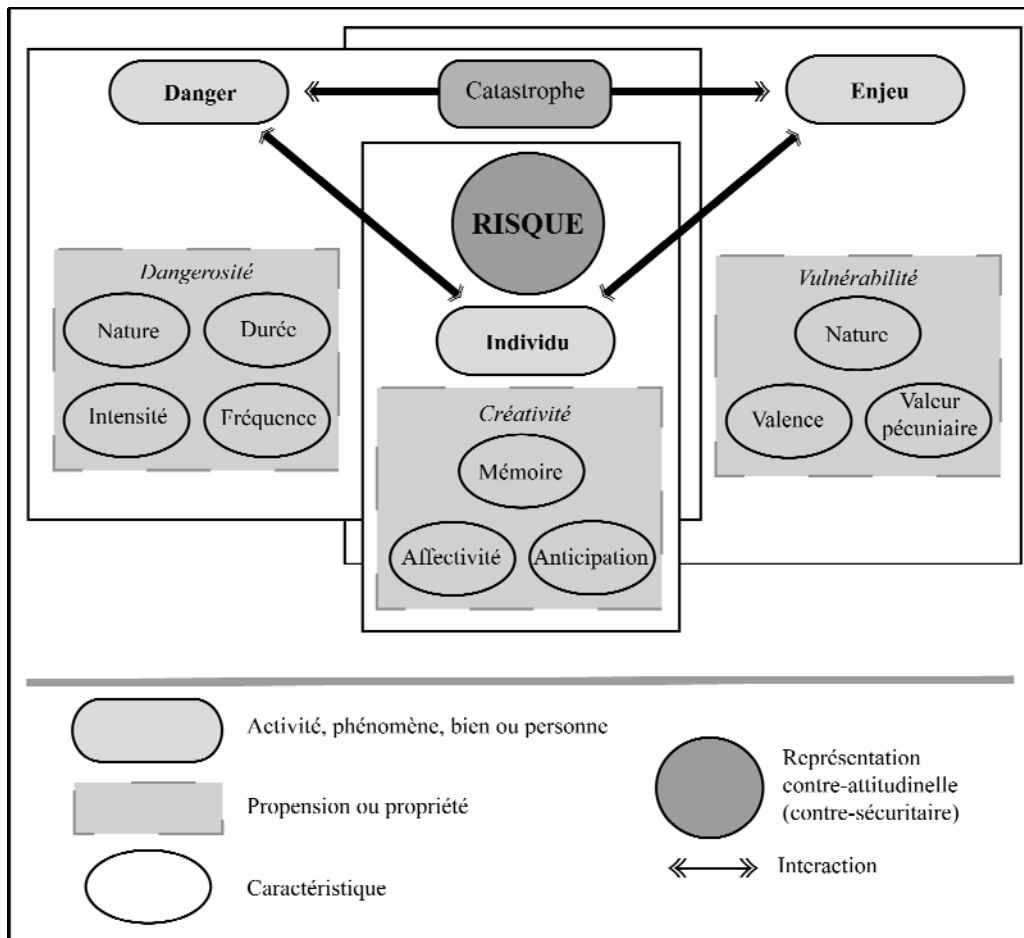 Danger
Catastrophe
Enjeu
RISQUE
Individu
Dangerosité
Nature
Durée
Intensité
Fréquence
Créativité
Mémoire
Affectivité
Anticipation
Vulnérabilité
Nature
Valence
Valeur
pécuniaire
Activité, phénomène, bien ou personne
Propension ou propriété
Caractéristique
Représentation
contre-attitudinelle
(contre-sécuritaire)
Interaction